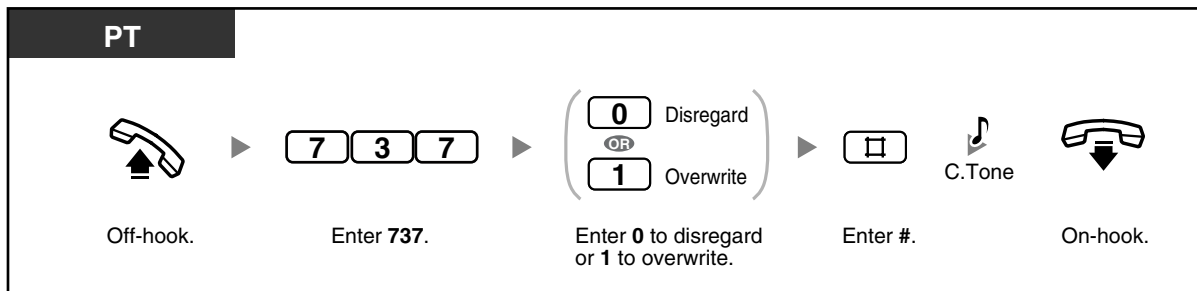 PT
7 3 7
0 Disregard
OR
1 Overwrite
#
C.Tone
Off-hook.
Enter 737.
Enter 0 to disregard
or 1 to overwrite.
Enter #.
On-hook.